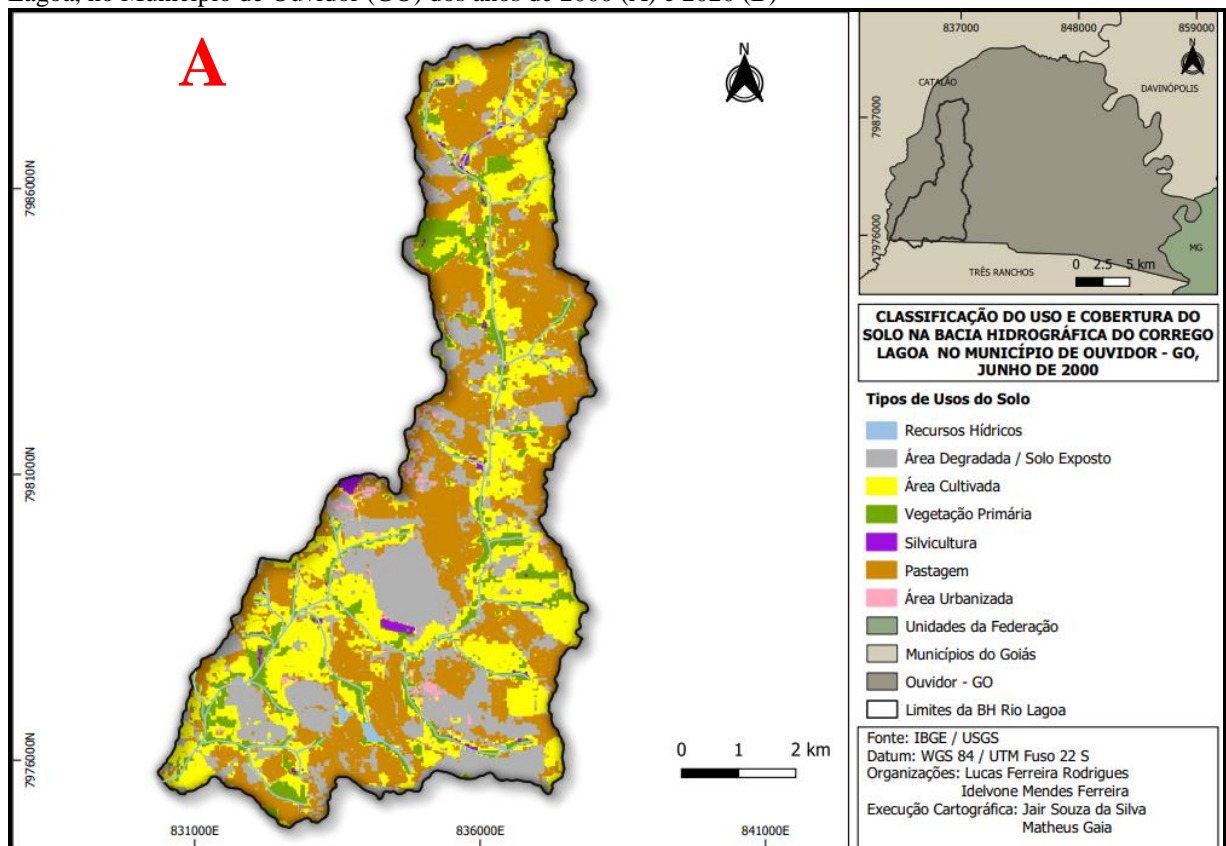 Lagoa, no Município de Ouvidor (GO) dos anos de 2000 (A) e 2020 (B)
A
N
7986000N
7981000N
7976000N
831000E
836000E
841000E
0 1 2 km
837000
848000
859000
N
7987000
7976000
CATALÃO
DAVINÓPOLIS
MG
TRÊS RANCHOS
0 2.5 5 km
CLASSIFICAÇÃO DO USO E COBERTURA DO
SOLO NA BACIA HIDROGRÁFICA DO CORREGO
LAGOA NO MUNICÍPIO DE OUVIDOR - GO,
JUNHO DE 2000
Tipos de Usos do Solo
Recursos Hídricos
Área Degradada / Solo Exposto
Área Cultivada
Vegetação Primária
Silvicultura
Pastagem
Área Urbanizada
Unidades da Federação
Municípios do Goiás
Ouvidor - GO
Limites da BH Rio Lagoa
Fonte: IBGE / USGS
Datum: WGS 84 / UTM Fuso 22 S
Organizações: Lucas Ferreira Rodrigues
Idelvone Mendes Ferreira
Execução Cartográfica: Jair Souza da Silva
Matheus Gaia